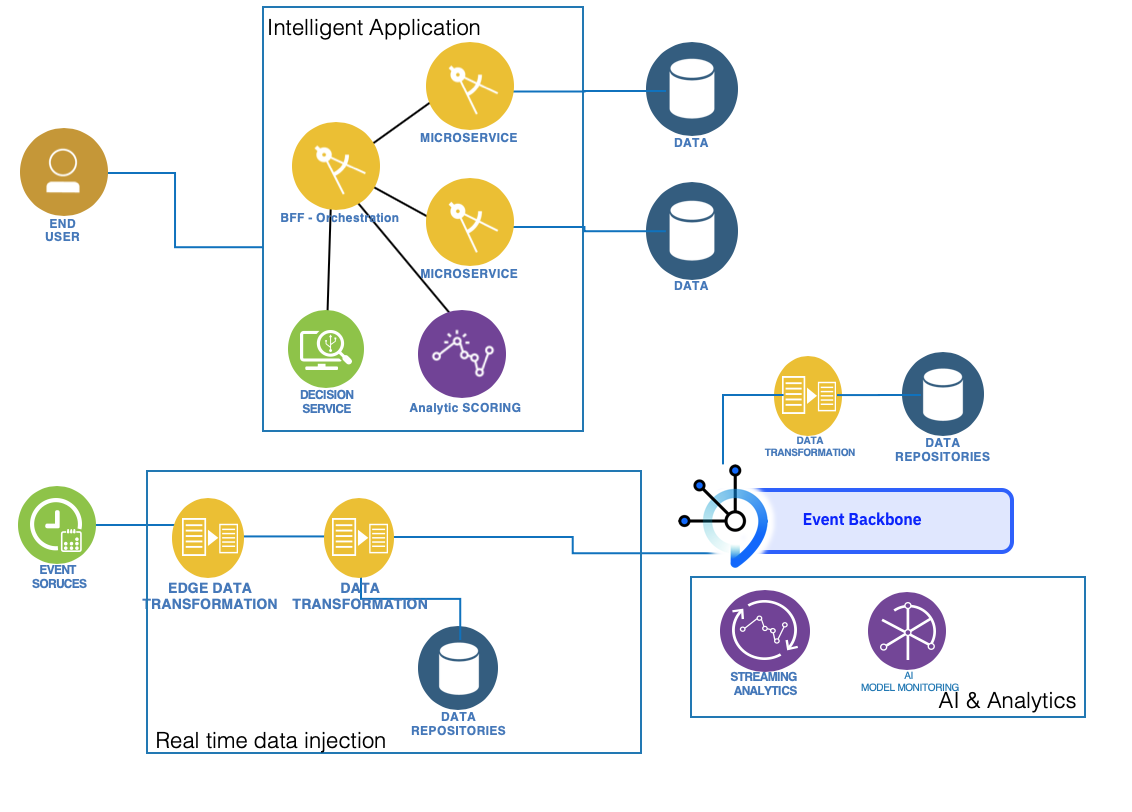 Intelligent Application
MICROSERVICE
DATA
END
USER
BFF - Orchestration
MICROSERVICE
DATA
DECISION
SERVICE
Analytic SCORING
DATA
TRANSFORMATION
DATA
REPOSITORIES
Event Backbone
EVENT
SORUCES
EDGE DATA
TRANSFORMATION
DATA
TRANSFORMATION
DATA
REPOSITORIES
Real time data injection
STREAMING
ANALYTICS
AI
MODEL MONITORING
AI & Analytics